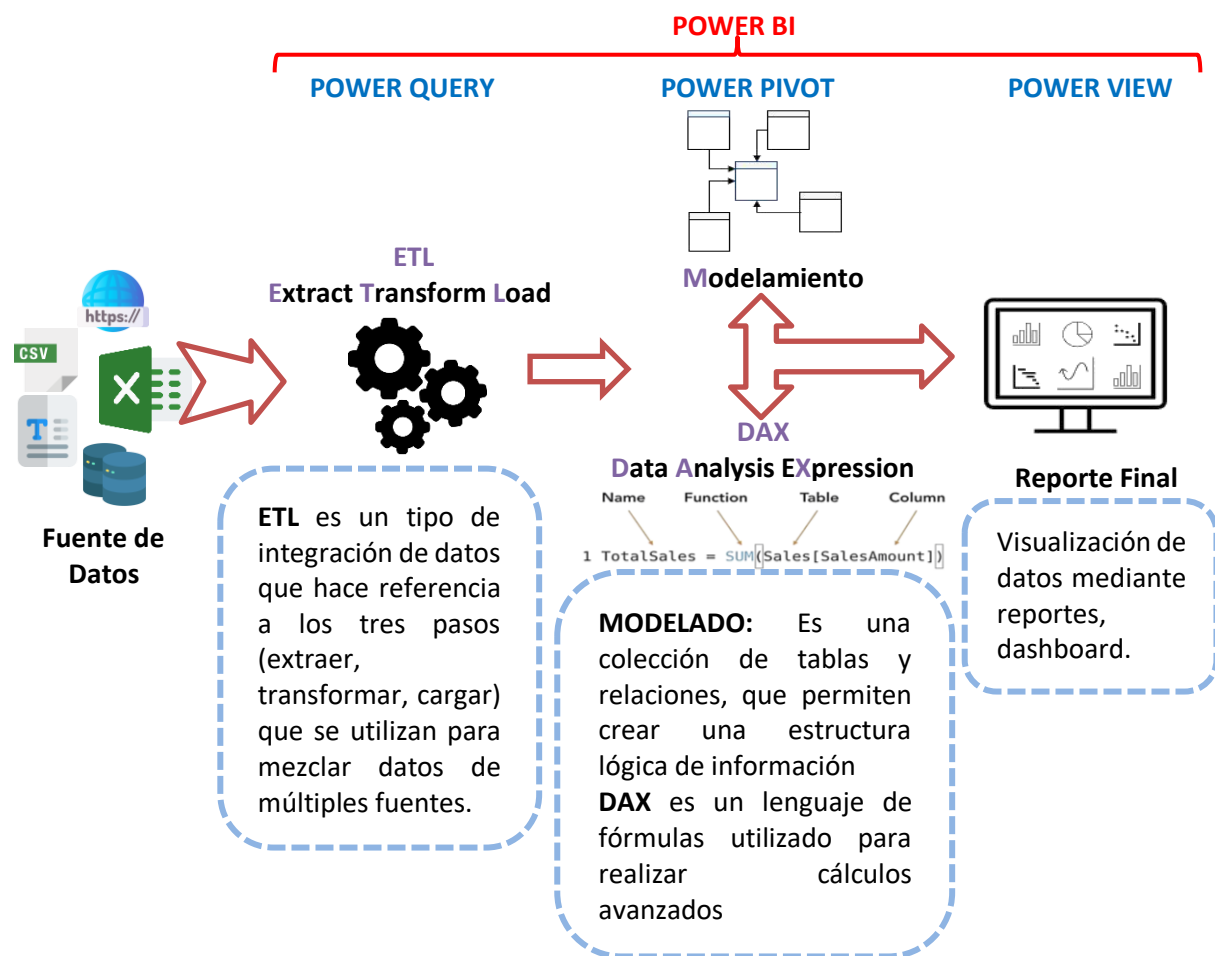 POWER BI
POWER QUERY
POWER PIVOT
POWER VIEW
ETL
Extract Transform Load
Modelamiento
https://
CSV
X
T
Fuente de
Datos
DAX
Data Analysis EXpression
Name Function Table Column
1 TotalSales = SUM(Sales[SalesAmount])
Reporte Final
ETL es un tipo de
integración de datos
que hace referencia
a los tres pasos
(extraer,
transformar, cargar)
que se utilizan para
mezclar datos de
múltiples fuentes.
MODELADO: Es una
colección de tablas y
relaciones, que permiten
crear una estructura
lógica de información
DAX es un lenguaje de
fórmulas utilizado para
realizar cálculos
avanzados
Visualización de
datos mediante
reportes,
dashboard.